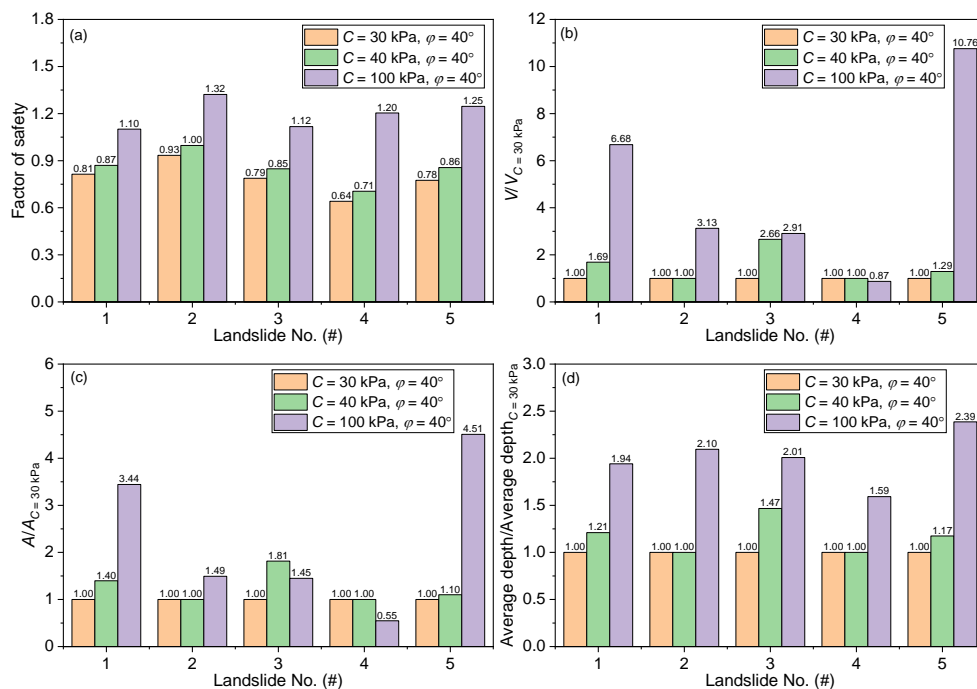 (a)
C = 30 kPa, φ = 40°
C = 40 kPa, φ = 40°
C = 100 kPa, φ = 40°
Factor of safety
1.8
1.5
1.2
0.9
0.6
0.3
0.0
0.81 0.87 1.10
0.93 1.00 1.32
0.79 0.85 1.12
0.64 0.71 1.20
0.78 0.86 1.25
1 2 3 4 5
Landslide No. (#)
(b)
C = 30 kPa, φ = 40°
C = 40 kPa, φ = 40°
C = 100 kPa, φ = 40°
V/V_C = 30 kPa
12
10
8
6
4
2
0
1.00 1.69 6.68
1.00 1.00 3.13
1.00 2.66 2.91
1.00 1.00 0.87
1.00 1.29 10.76
1 2 3 4 5
Landslide No. (#)
(c)
C = 30 kPa, φ = 40°
C = 40 kPa, φ = 40°
C = 100 kPa, φ = 40°
A/A_C = 30 kPa
6
5
4
3
2
1
0
1.00 1.40 3.44
1.00 1.00 1.49
1.00 1.81 1.45
1.00 1.00 0.55
1.00 1.10 4.51
1 2 3 4 5
Landslide No. (#)
(d)
C = 30 kPa, φ = 40°
C = 40 kPa, φ = 40°
C = 100 kPa, φ = 40°
Average depth/Average depth_C = 30 kPa
3.0
2.5
2.0
1.5
1.0
0.5
0.0
1.00 1.21 1.94
1.00 1.00 2.10
1.00 1.47 2.01
1.00 1.00 1.59
1.00 1.17 2.39
1 2 3 4 5
Landslide No. (#)